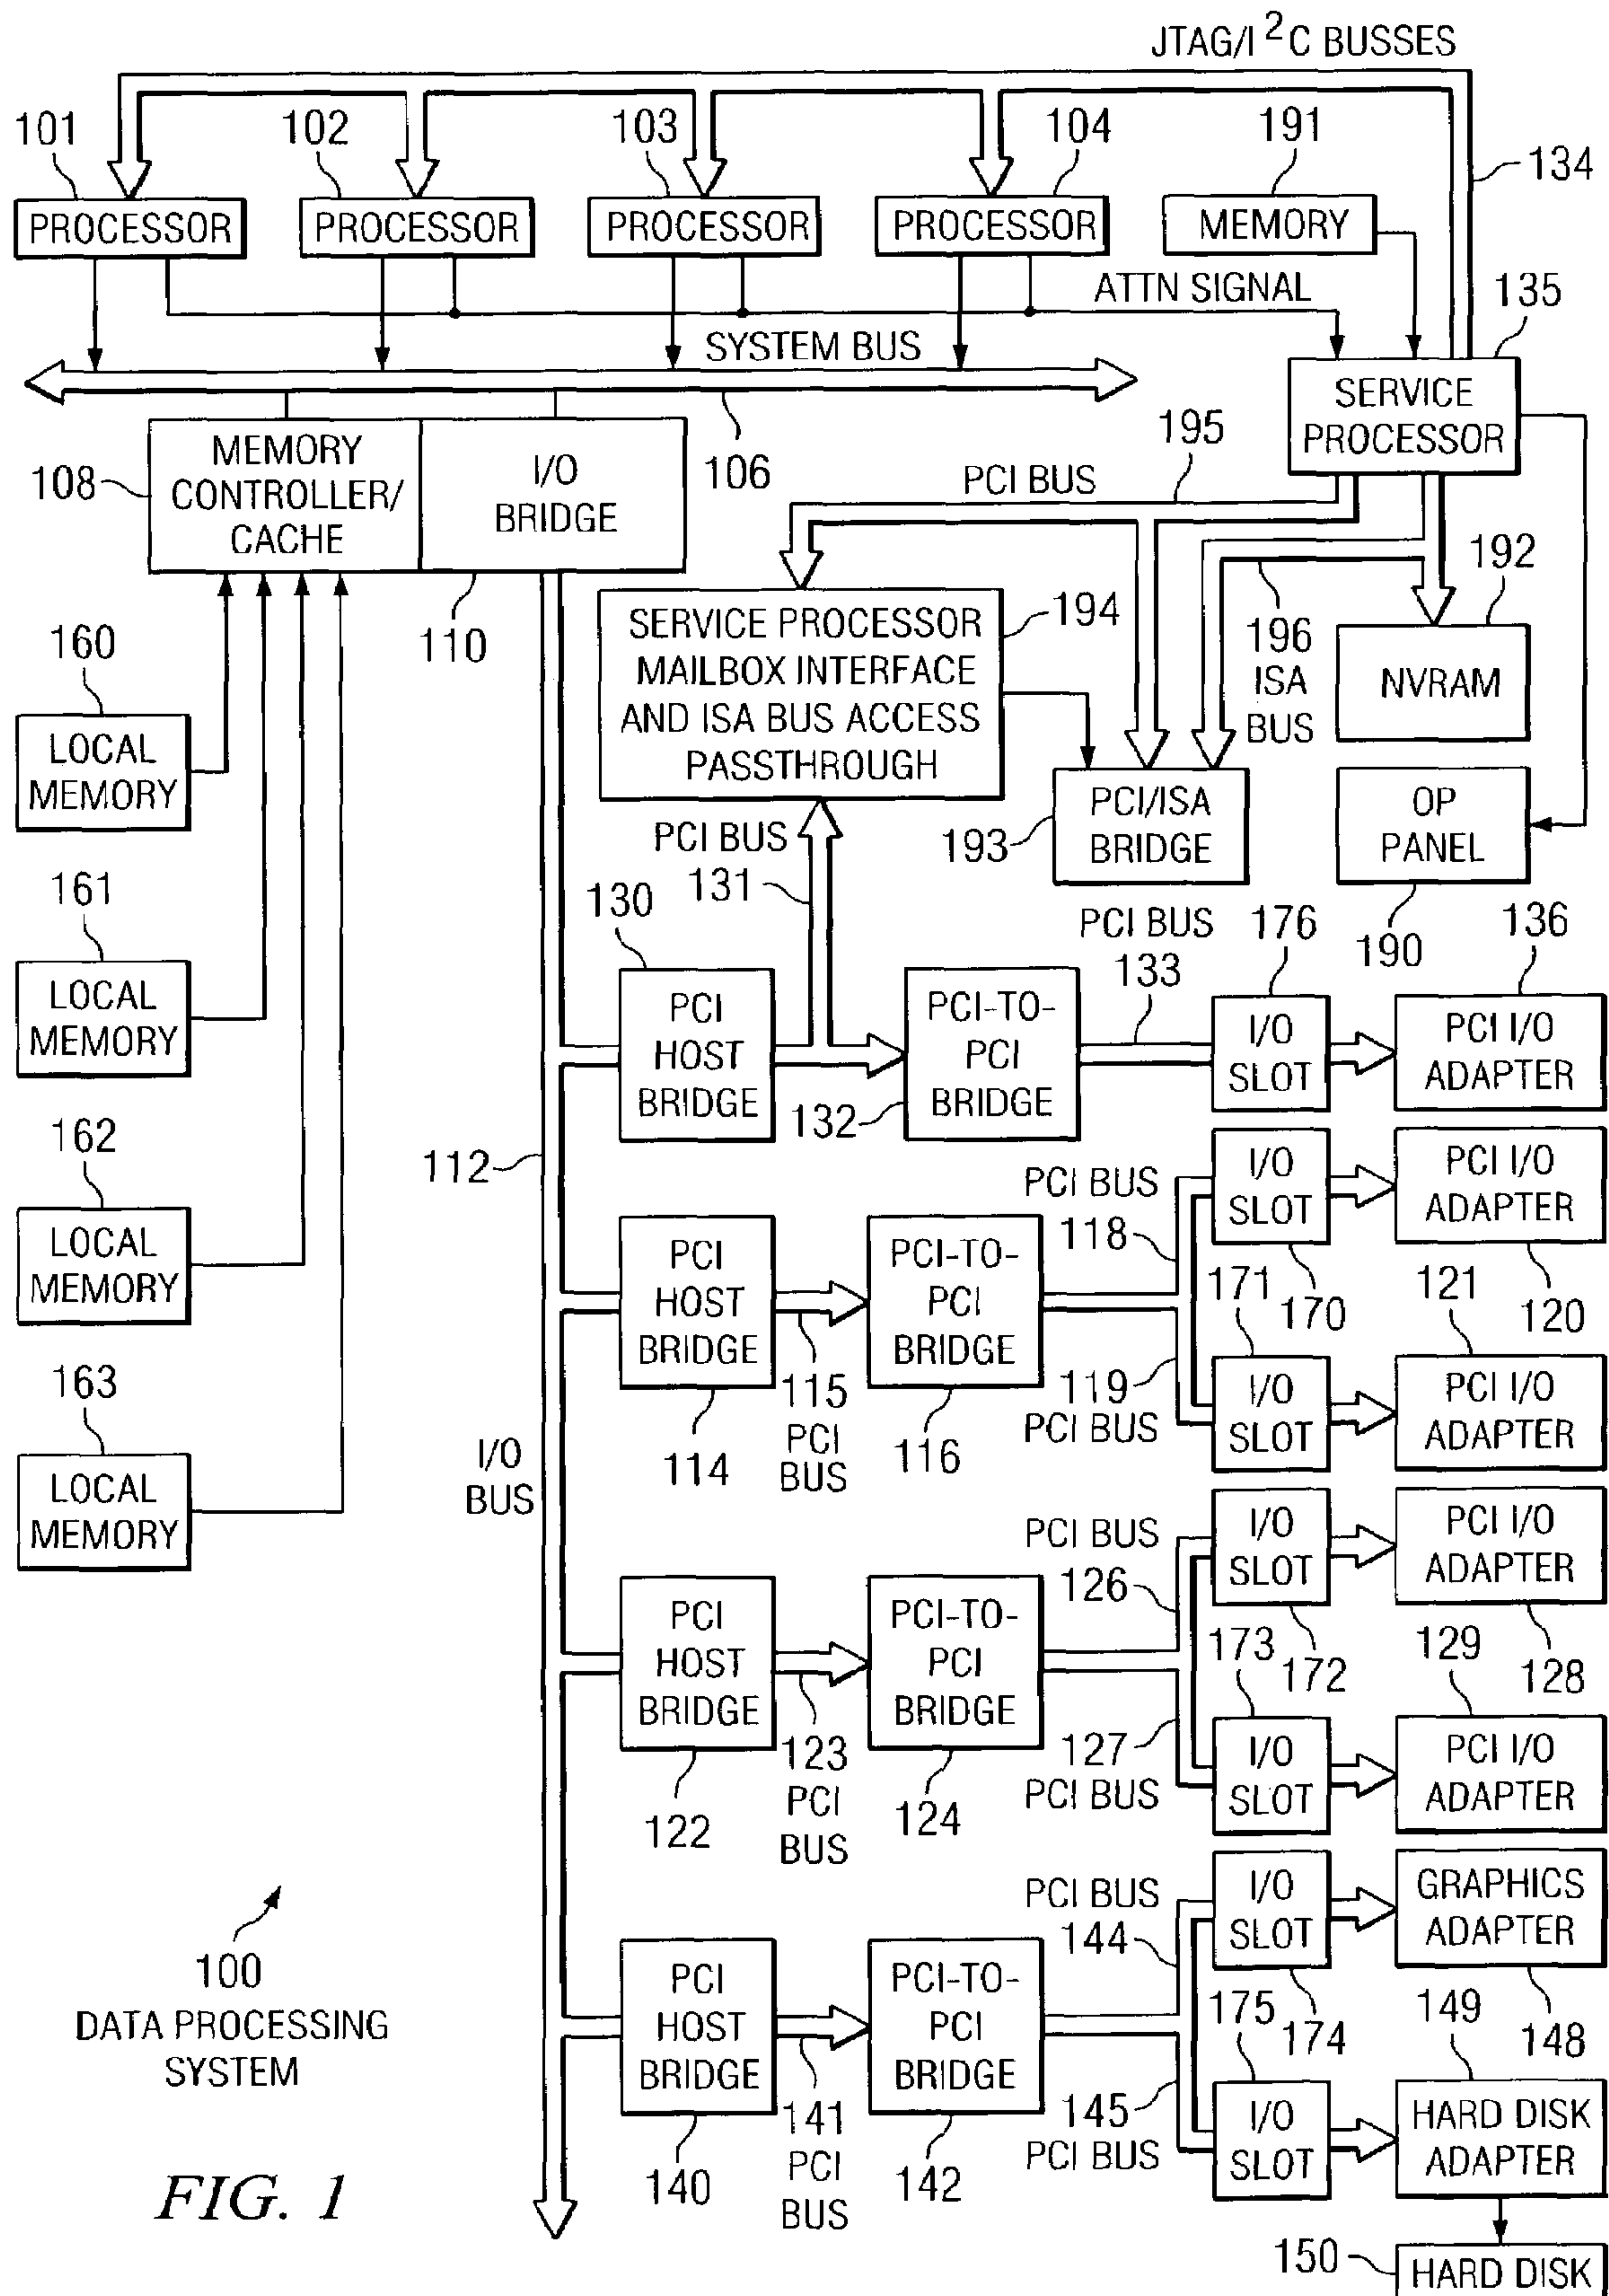 JTAG/I²C BUSSES
101
102
103
104
191
134
PROCESSOR
PROCESSOR
PROCESSOR
PROCESSOR
MEMORY
ATTN SIGNAL
135
SYSTEM BUS
SERVICE
PROCESSOR
106
195
PCI BUS
108
MEMORY
CONTROLLER/
CACHE
I/O
BRIDGE
110
192
194
SERVICE PROCESSOR
MAILBOX INTERFACE
AND ISA BUS ACCESS
PASSTHROUGH
196
ISA
BUS
NVRAM
160
LOCAL
MEMORY
PCI BUS
131
193
PCI/ISA
BRIDGE
OP
PANEL
190
161
LOCAL
MEMORY
130
PCI
HOST
BRIDGE
132
PCI-TO-
PCI
BRIDGE
PCI BUS
133
176
I/O
SLOT
136
PCI I/O
ADAPTER
112
162
LOCAL
MEMORY
PCI
HOST
BRIDGE
114
115
PCI
BUS
PCI-TO-
PCI
BRIDGE
116
PCI BUS
118
I/O
SLOT
170
PCI I/O
ADAPTER
120
119
PCI BUS
171
I/O
SLOT
121
PCI I/O
ADAPTER
163
LOCAL
MEMORY
I/O
BUS
PCI
HOST
BRIDGE
122
123
PCI
BUS
PCI-TO-
PCI
BRIDGE
124
PCI BUS
126
I/O
SLOT
172
PCI I/O
ADAPTER
128
127
PCI BUS
173
I/O
SLOT
129
PCI I/O
ADAPTER
100
DATA PROCESSING
SYSTEM
PCI
HOST
BRIDGE
140
141
PCI
BUS
PCI-TO-
PCI
BRIDGE
142
PCI BUS
144
I/O
SLOT
174
GRAPHICS
ADAPTER
148
145
PCI BUS
175
I/O
SLOT
149
HARD DISK
ADAPTER
150
HARD DISK
FIG. 1